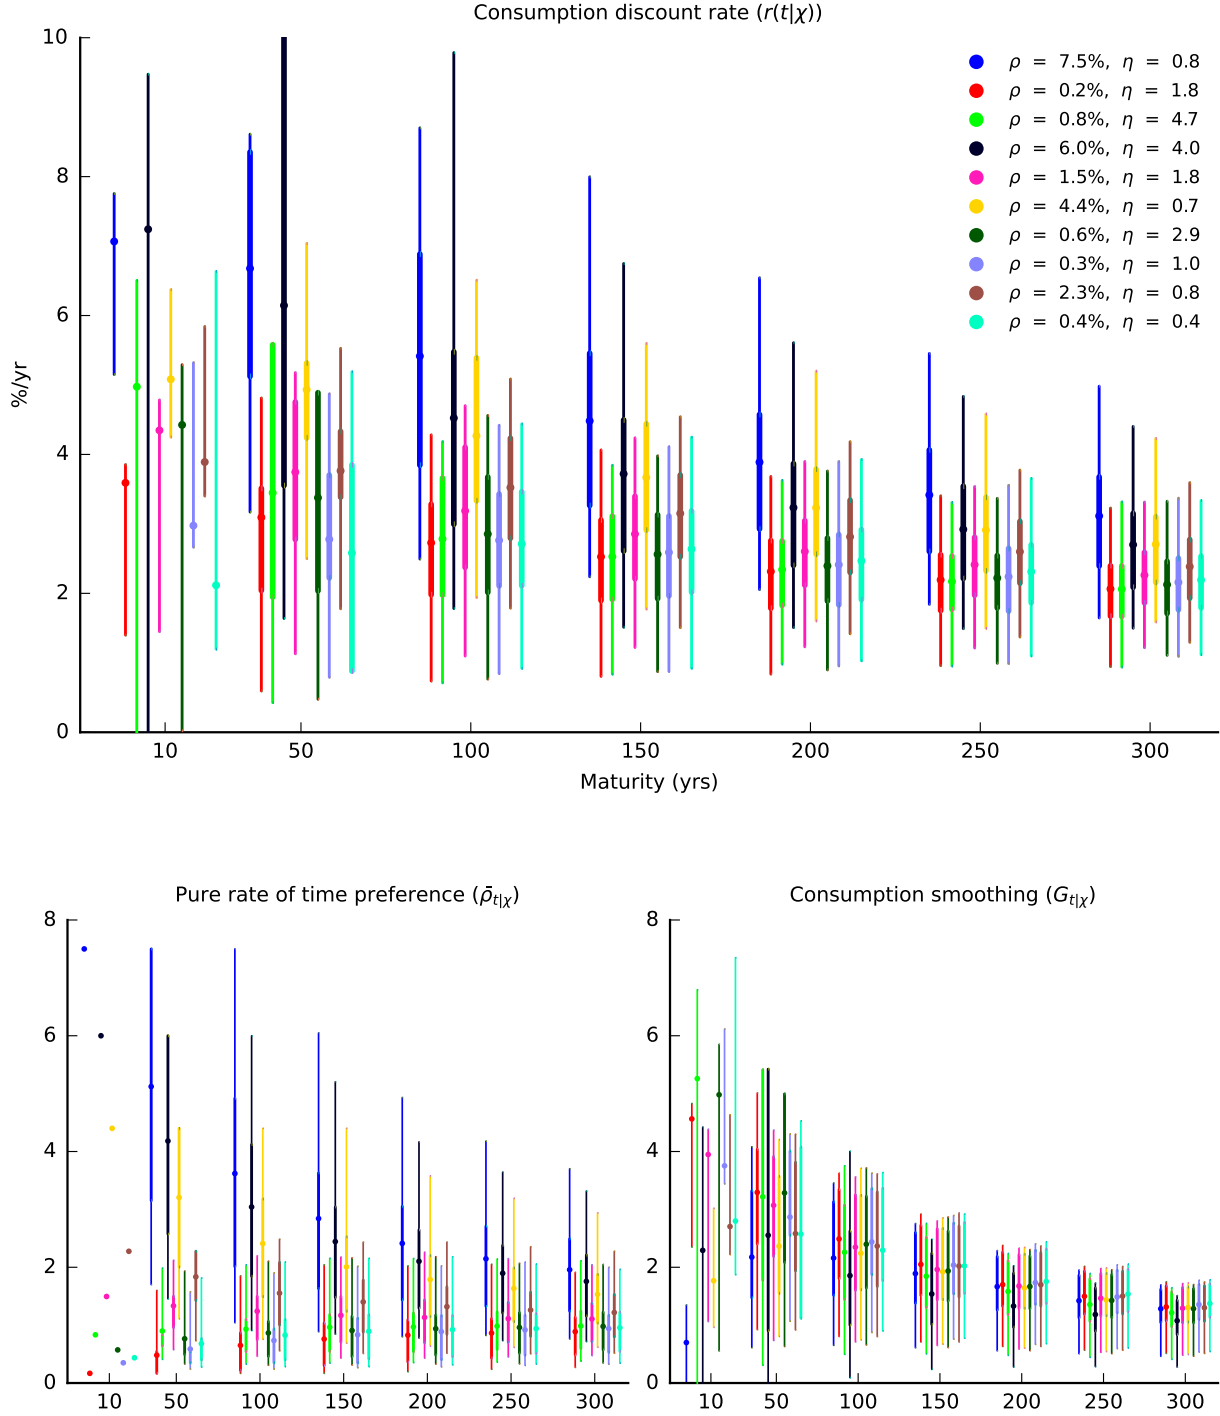 Consumption discount rate (r(t|χ))
10
8
6
4
2
0
%/yr
ρ = 7.5%, η = 0.8
ρ = 0.2%, η = 1.8
ρ = 0.8%, η = 4.7
ρ = 6.0%, η = 4.0
ρ = 1.5%, η = 1.8
ρ = 4.4%, η = 0.7
ρ = 0.6%, η = 2.9
ρ = 0.3%, η = 1.0
ρ = 2.3%, η = 0.8
ρ = 0.4%, η = 0.4
10 50 100 150 200 250 300
Maturity (yrs)
Pure rate of time preference (ρ̄t|χ)
8
6
4
2
0
10 50 100 150 200 250 300
Consumption smoothing (Gt|χ)
8
6
4
2
0
10 50 100 150 200 250 300